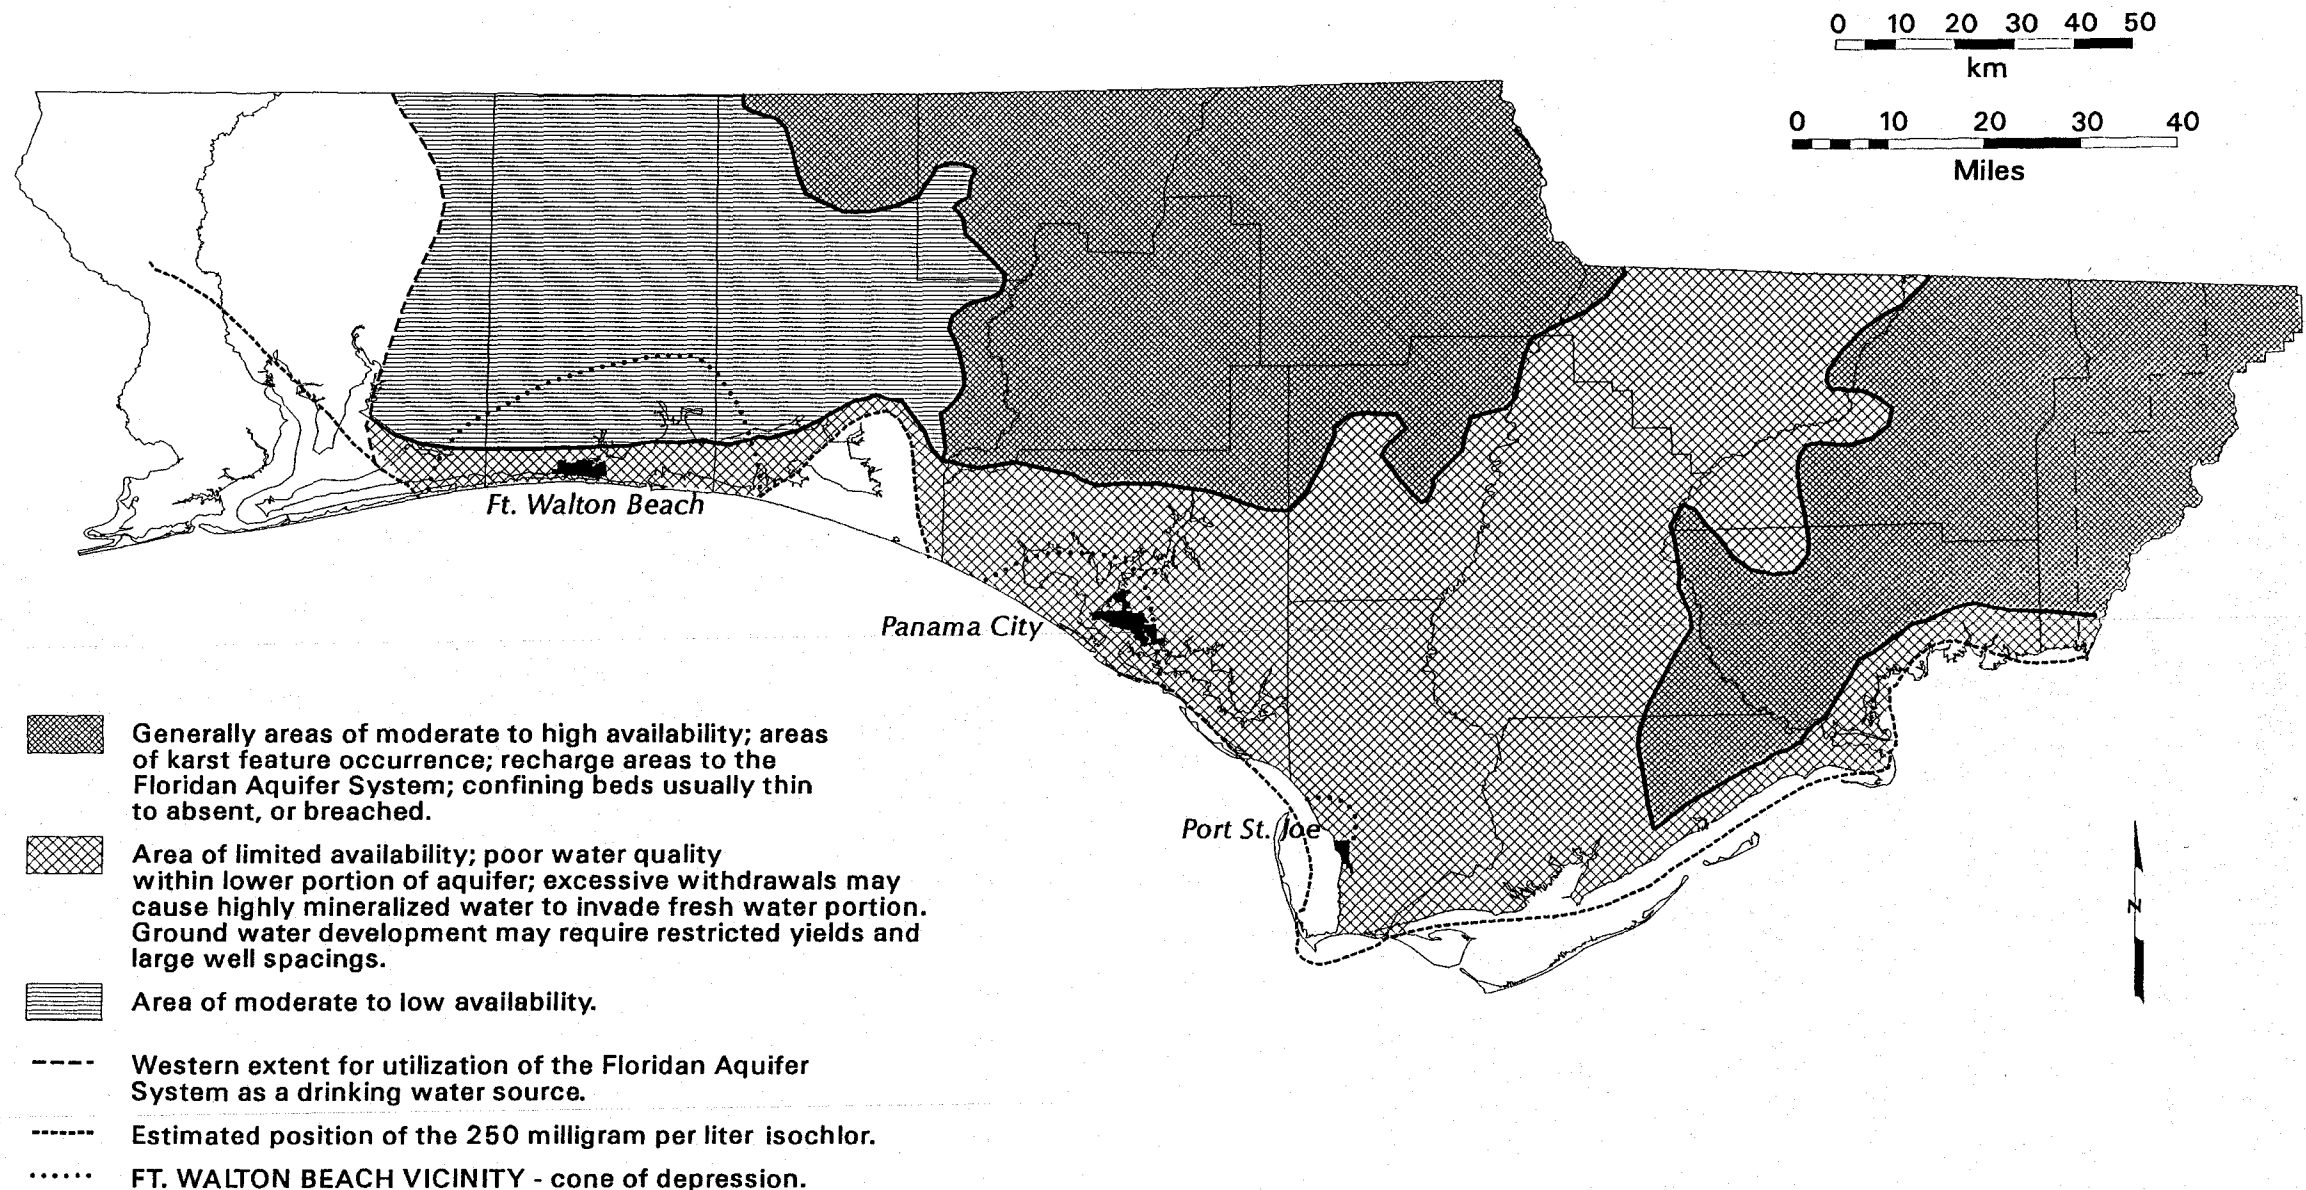 0 10 20 30 40 50
km
0 10 20 30 40
Miles
Ft. Walton Beach
Panama City
Port St. Joe
Generally areas of moderate to high availability; areas
of karst feature occurrence; recharge areas to the
Floridan Aquifer System; confining beds usually thin
to absent, or breached.
Area of limited availability; poor water quality
within lower portion of aquifer; excessive withdrawals may
cause highly mineralized water to invade fresh water portion.
Ground water development may require restricted yields and
large well spacings.
Area of moderate to low availability.
N
Western extent for utilization of the Floridan Aquifer
System as a drinking water source.
Estimated position of the 250 milligram per liter isochlor.
FT. WALTON BEACH VICINITY - cone of depression.